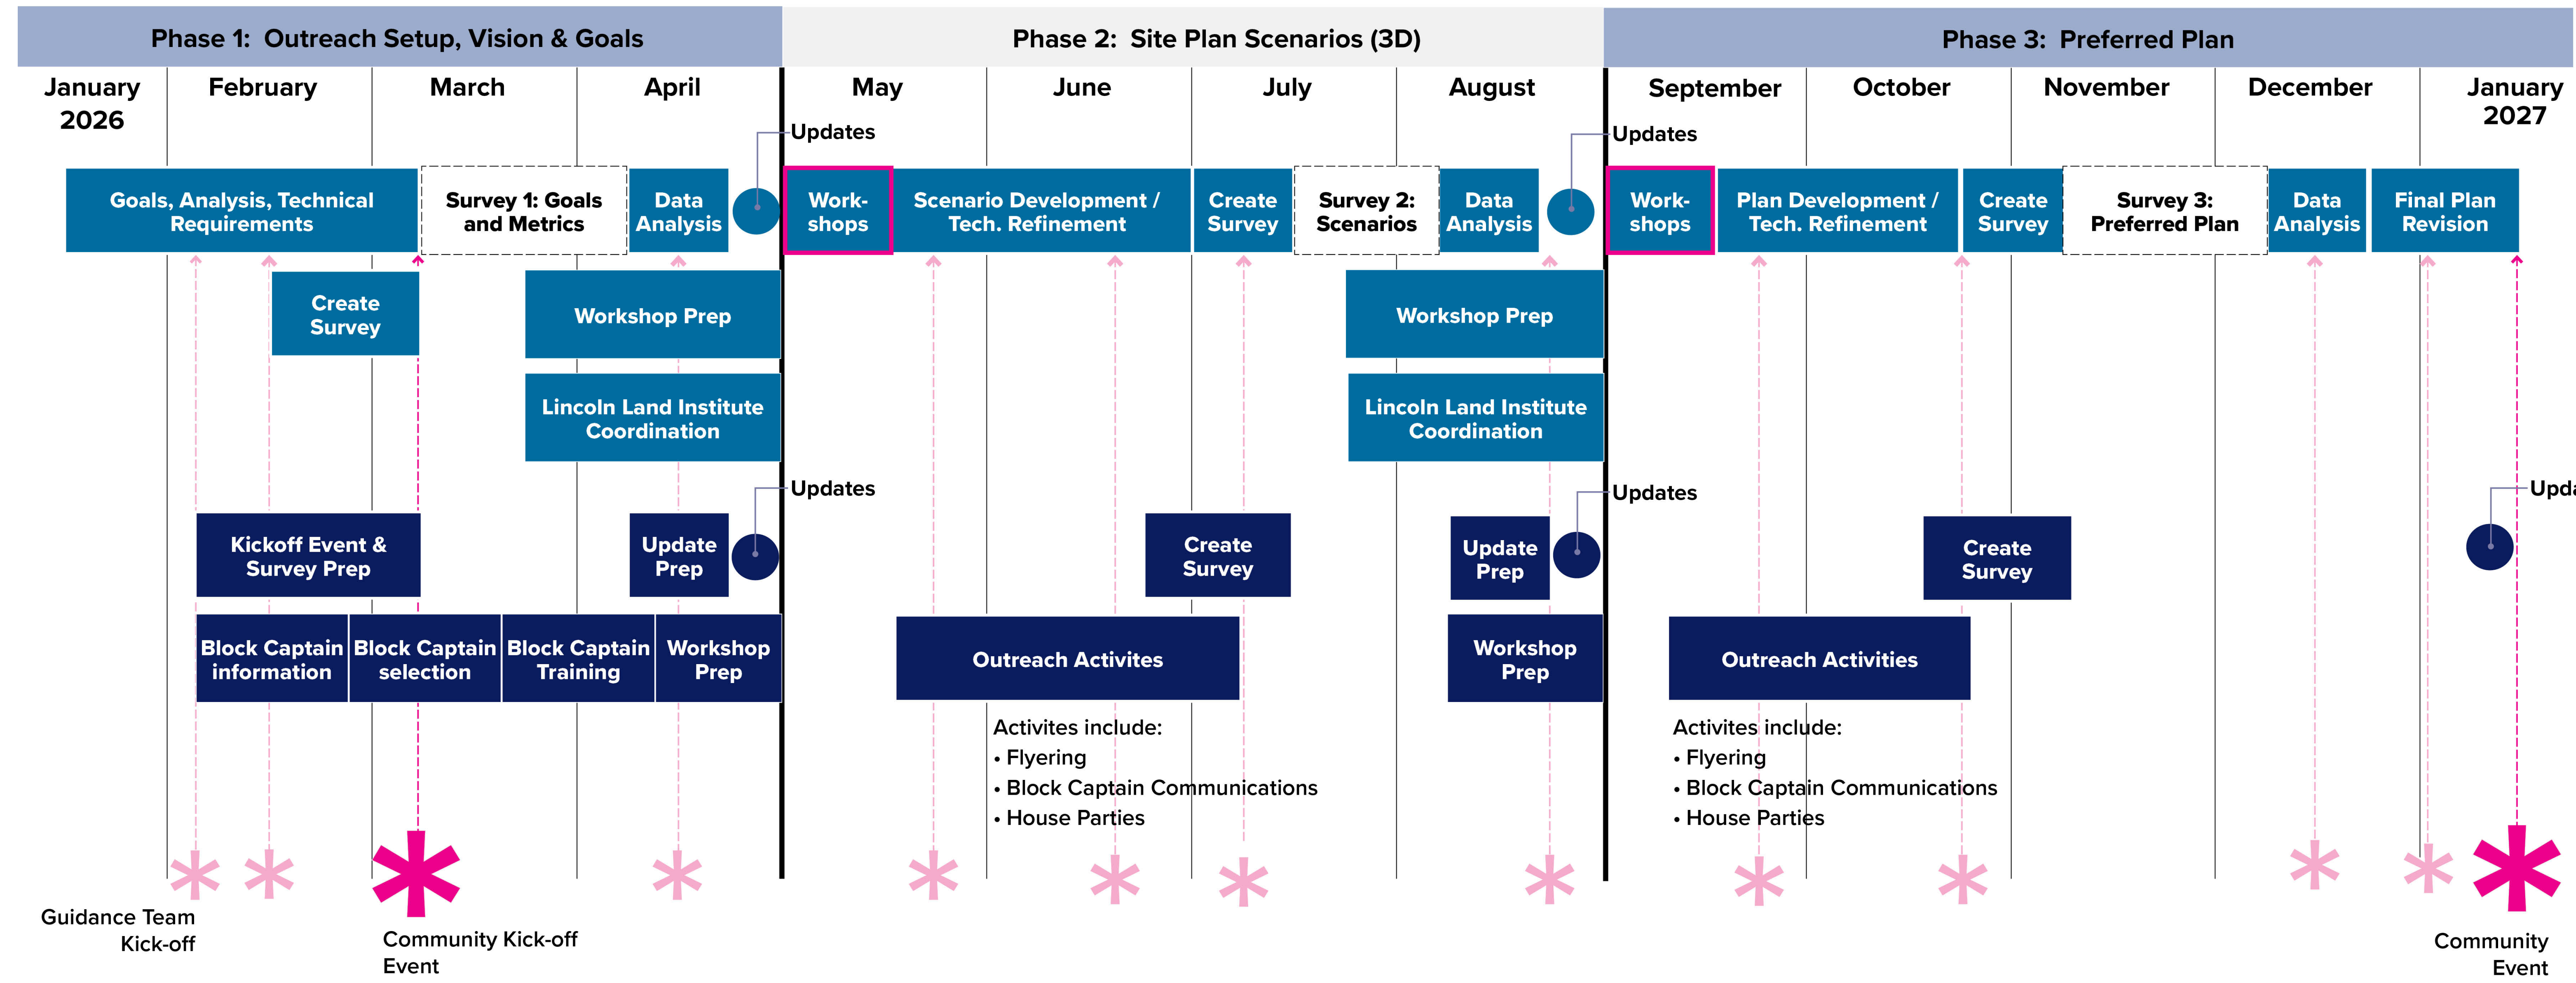 Phase 1: Outreach Setup, Vision & Goals
Phase 2: Site Plan Scenarios (3D)
Phase 3: Preferred Plan
January
2026
February
March
April
May
June
July
August
September
October
November
December
January
2027
Updates
Updates
Goals, Analysis, Technical
Requirements
Survey 1: Goals
and Metrics
Data
Analysis
Work-
shops
Scenario Development /
Tech. Refinement
Create
Survey
Survey 2:
Scenarios
Data
Analysis
Work-
shops
Plan Development /
Tech. Refinement
Create
Survey
Survey 3:
Preferred Plan
Data
Analysis
Final Plan
Revision
Create
Survey
Workshop Prep
Workshop Prep
Lincoln Land Institute
Coordination
Lincoln Land Institute
Coordination
Updates
Updates
Upda
Kickoff Event &
Survey Prep
Update
Prep
Create
Survey
Update
Prep
Create
Survey
Block Captain
information
Block Captain
selection
Block Captain
Training
Workshop
Prep
Outreach Activites
Workshop
Prep
Outreach Activities
Activites include:
• Flyering
• Block Captain Communications
• House Parties
Activites include:
• Flyering
• Block Captain Communications
• House Parties
Guidance Team
Kick-off
Community Kick-off
Event
Community
Event